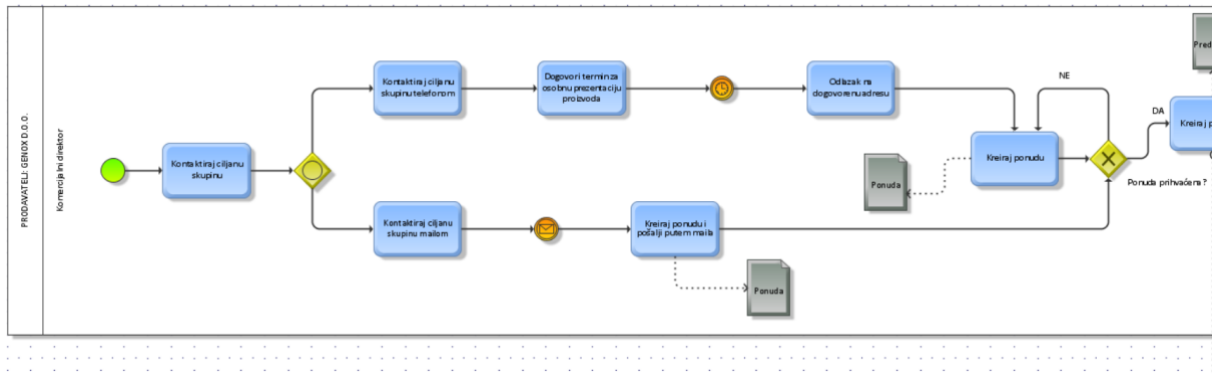 PRODAVATELJ: GENOX D.O.O.
Komercijalni direktor
Kontaktiraj ciljanu
skupinu
Kontaktiraj ciljanu
skupinu telefonom
Dogovori termin za
osobnu prezentaciju
proizvoda
Odlazak na
dogovorenu adresu
Kontaktiraj ciljanu
skupinu mailom
Kreiraj ponudu i
pošalji putem maila
Ponuda
Ponuda
Kreiraj ponudu
NE
DA
Ponuda prihvaćena?
Kreiraj p
Pred